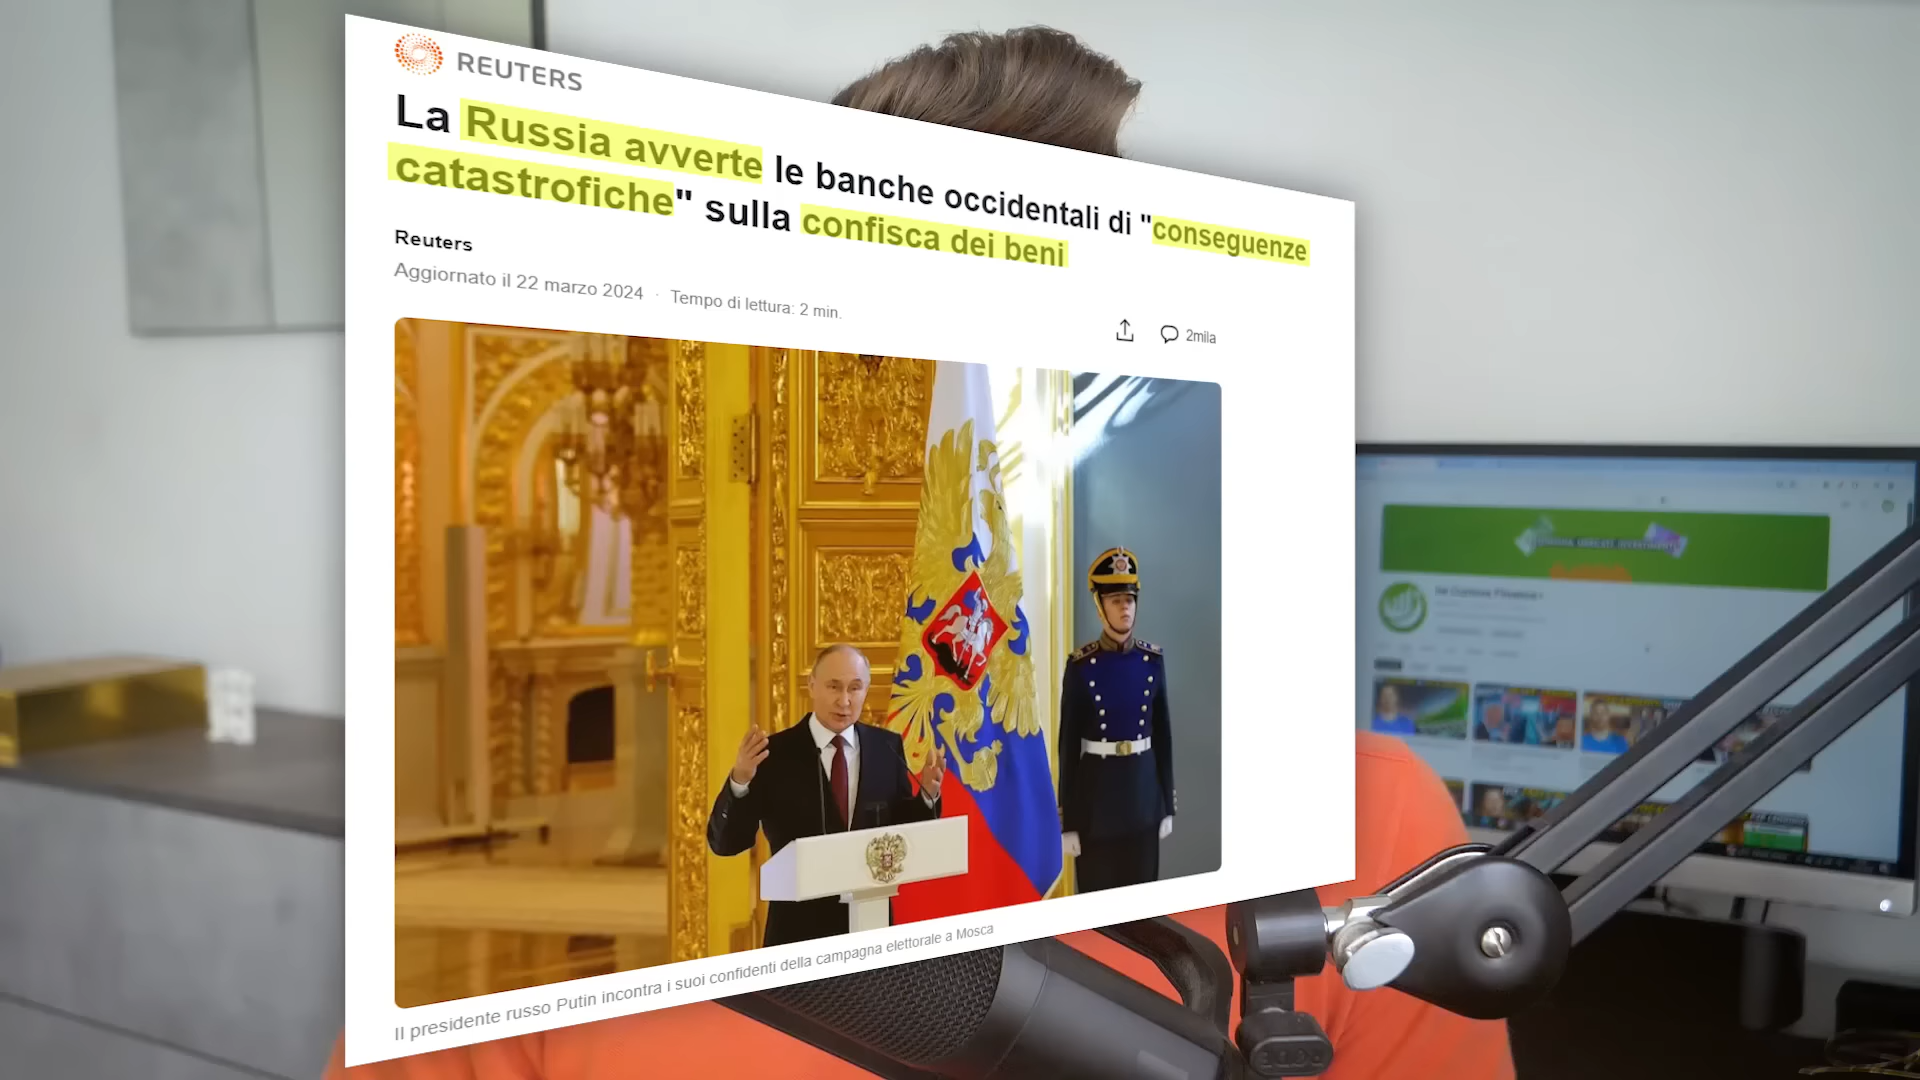 REUTERS
La Russia avverte le banche occidentali di "conseguenze
catastrofiche" sulla confisca dei beni
Reuters
Aggiornato il 22 marzo 2024 · Tempo di lettura: 2 min.
2mila
Il presidente russo Putin incontra i suoi confidenti della campagna elettorale a Mosca